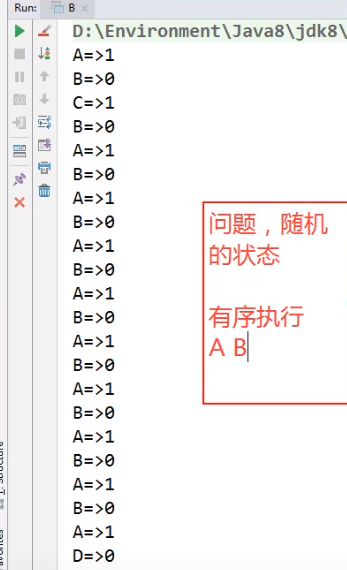 Run: B
D:\Environment\Java8\jdk8\
A=>1
B=>0
C=>1
B=>0
A=>1
B=>0
A=>1
B=>0
A=>1
B=>0
A=>1
B=>0
A=>1
B=>0
A=>1
B=>0
A=>1
B=>0
A=>1
B=>0
A=>1
D=>0
问题，随机
的状态
有序执行
A B
Structure